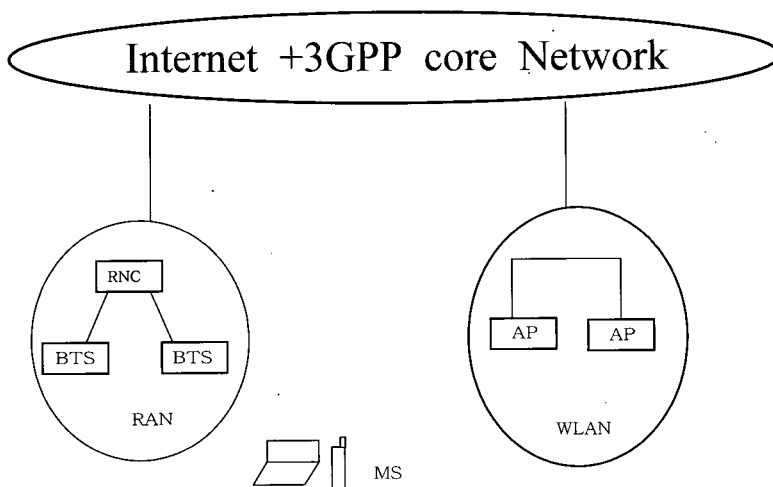 Internet +3GPP core Network
RNC
BTS
BTS
RAN
AP
AP
WLAN
MS